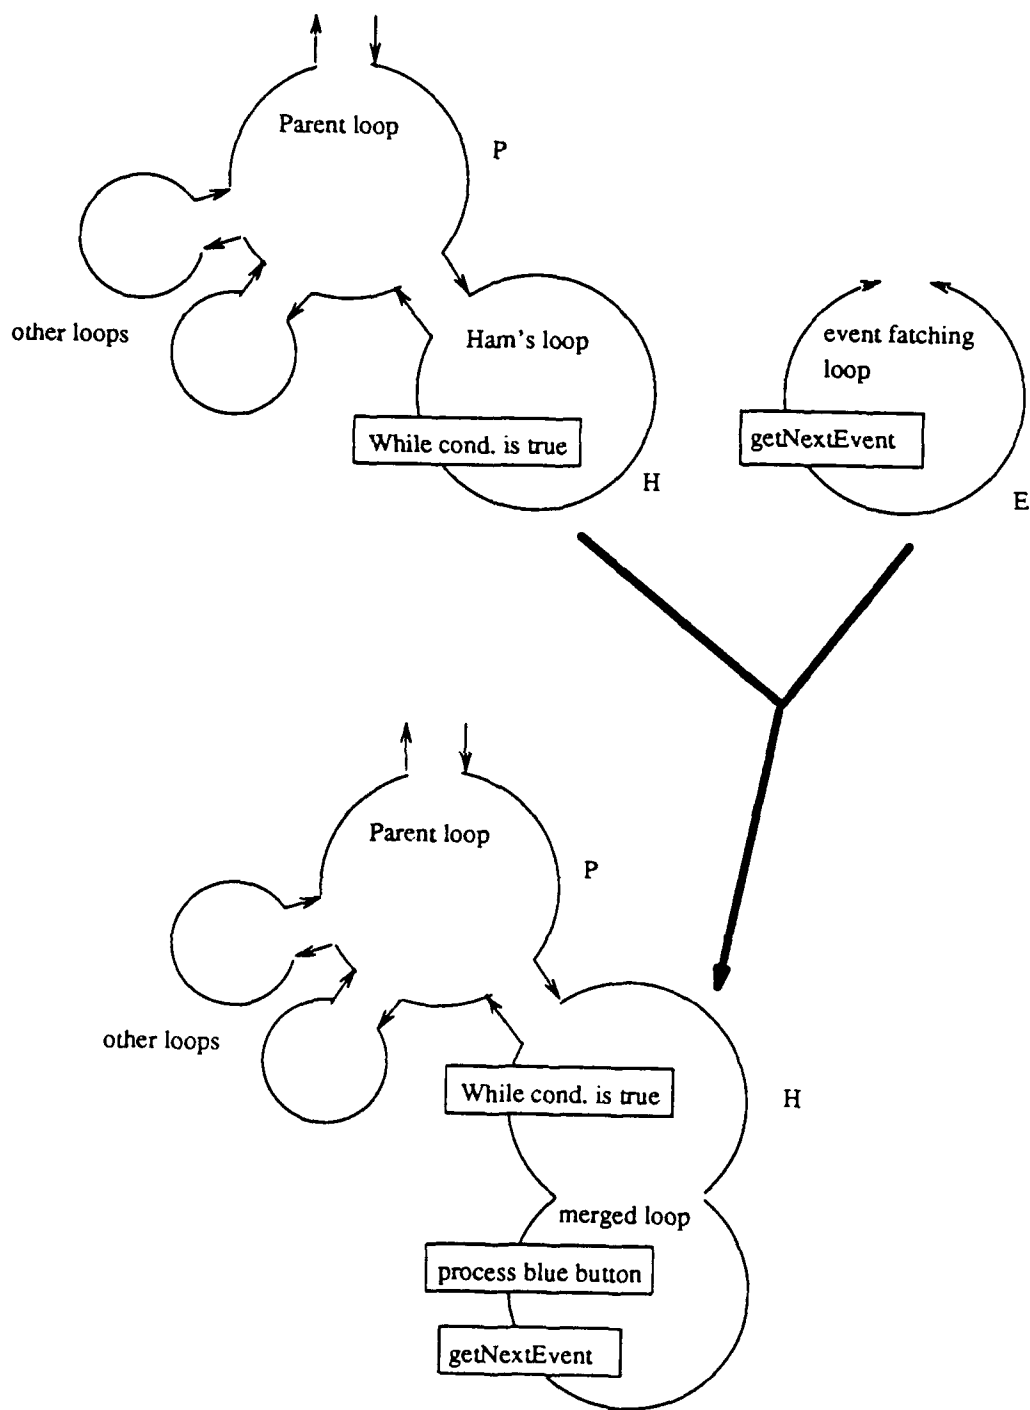 Parent loop
P
other loops
Ham's loop
event fatching
loop
While cond. is true
getNextEvent
H
E
Parent loop
P
other loops
While cond. is true
H
merged loop
process blue button
getNextEvent